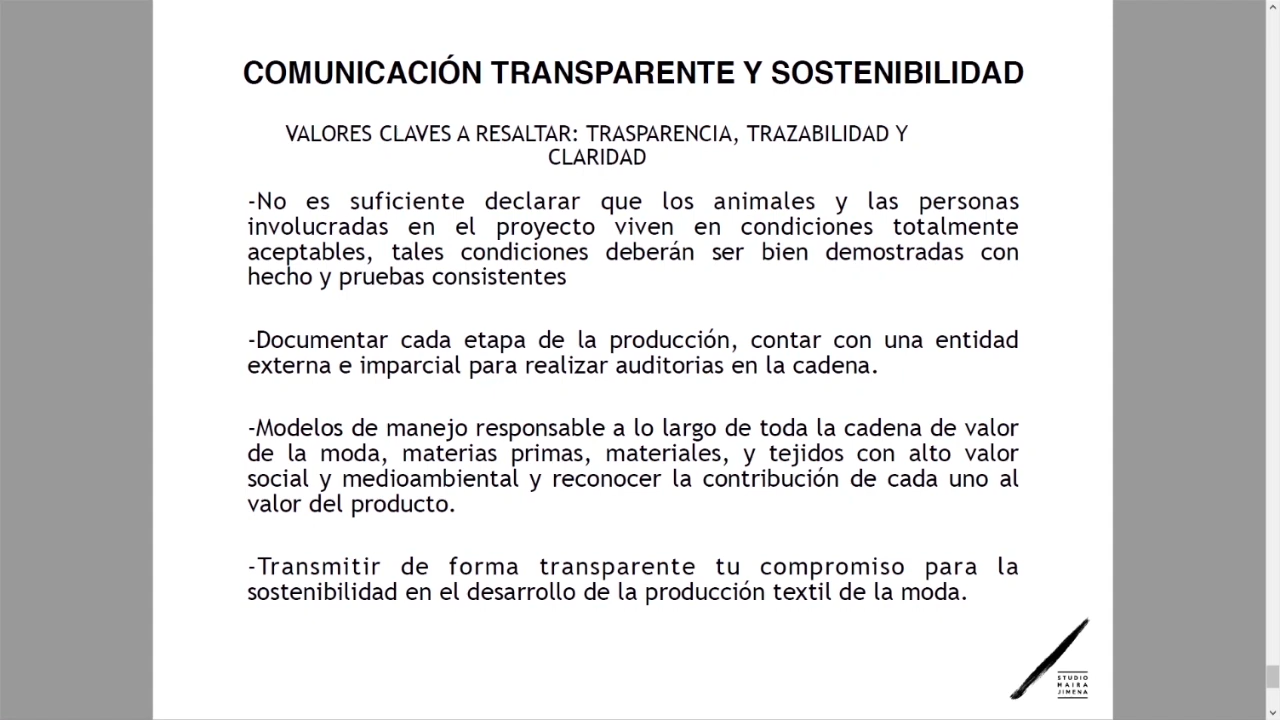 COMUNICACIÓN TRANSPARENTE Y SOSTENIBILIDAD
VALORES CLAVES A RESALTAR: TRASPARENCIA, TRAZABILIDAD Y
CLARIDAD
-No es suficiente declarar que los animales y las personas
involucradas en el proyecto viven en condiciones totalmente
aceptables, tales condiciones deberán ser bien demostradas con
hecho y pruebas consistentes
-Documentar cada etapa de la producción, contar con una entidad
externa e imparcial para realizar auditorias en la cadena.
-Modelos de manejo responsable a lo largo de toda la cadena de valor
de la moda, materias primas, materiales, y tejidos con alto valor
social y medioambiental y reconocer la contribución de cada uno al
valor del producto.
-Transmitir de forma transparente tu compromiso para la
sostenibilidad en el desarrollo de la producción textil de la moda.
STUDIO
HAIRA
JIMENA